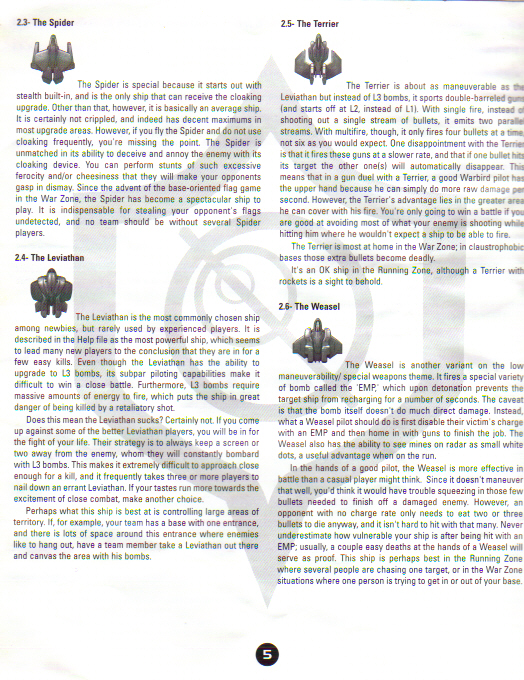 2.3- The Spider
The Spider is special because it starts out with
stealth built-in, and is the only ship that can receive the cloaking
upgrade. Other than that, however, it is basically an average ship.
It is certainly not crippled, and indeed has decent maximums in
most upgrade areas. However, if you fly the Spider and do not use
cloaking frequently, you're missing the point. The Spider is
unmatched in its ability to deceive and annoy the enemy with its
cloaking device. You can perform stunts of such excessive
ferocity and/or cheesiness that they will make your opponents
gasp in dismay. Since the advent of the base-oriented flag game
in the War Zone, the Spider has become a spectacular ship to
play. It is indispensable for stealing your opponent's flags
undetected, and no team should be without several Spider
players.
2.4- The Leviathan
The Leviathan is the most commonly chosen ship
among newbies, but rarely used by experienced players. It is
described in the Help file as the most powerful ship, which seems
to lead many new players to the conclusion that they are in for a
few easy kills. Even though the Leviathan has the ability to
upgrade to L3 bombs, its subpar piloting capabilities make it
difficult to win a close battle. Furthermore, L3 bombs require
massive amounts of energy to fire, which puts the ship in great
danger of being killed by a retaliatory shot.
Does this mean the Leviathan sucks? Certainly not. If you come
up against some of the better Leviathan players, you will be in for
the fight of your life. Their strategy is to always keep a screen or
two away from the enemy, whom they will constantly bombard
with L3 bombs. This makes it extremely difficult to approach close
enough for a kill, and it frequently takes three or more players to
nail down an errant Leviathan. If your tastes run more towards the
excitement of close combat, make another choice.
Perhaps what this ship is best at is controlling large areas of
territory. If, for example, your team has a base with one entrance,
and there is lots of space around this entrance where enemies
like to hang out, have a team member take a Leviathan out there
and canvas the area with his bombs.
2.5- The Terrier
The Terrier is about as maneuverable as the
Leviathan but instead of L3 bombs, it sports double-barreled guns
(and starts off at L2, instead of L1). With single fire, instead of
shooting out a single stream of bullets, it emits two parallel
streams. With multifire, though, it only fires four bullets at a time,
not six as you would expect. One disappointment with the Terrier
is that it fires these guns at a slower rate, and that if one bullet hits
its target the other one(s) will automatically disappear. This
means that in a gun duel with a Terrier, a good Warbird pilot has
the upper hand because he can simply do more raw damage per
second. However, the Terrier's advantage lies in the greater area
he can cover with his fire. You're only going to win a battle if you
are good at avoiding most of what your enemy is shooting while
hitting him where he wouldn't expect a ship to be able to fire.
The Terrier is most at home in the War Zone; in claustrophobic
bases those extra bullets become deadly.
It's an OK ship in the Running Zone, although a Terrier with
rockets is a sight to behold.
2.6- The Weasel
The Weasel is another variant on the low
maneuverability/ special weapons theme. It fires a special variety
of bomb called the 'EMP,' which upon detonation prevents the
target ship from recharging for a number of seconds. The caveat
is that the bomb itself doesn't do much direct damage. Instead,
what a Weasel pilot should do is first disable their victim's charge
with an EMP and then home in with guns to finish the job. The
Weasel also has the ability to see mines on radar as small white
dots, a useful advantage when on the run.
In the hands of a good pilot, the Weasel is more effective in
battle than a casual player might think. Since it doesn't maneuver
that well, you'd think it would have trouble squeezing in those few
bullets needed to finish off a damaged enemy. However, an
opponent with no charge rate only needs to eat two or three
bullets to die anyway, and it isn't hard to hit with that many. Never
underestimate how vulnerable your ship is after being hit with an
EMP; usually, a couple easy deaths at the hands of a Weasel will
serve as proof. This ship is perhaps best in the Running Zone
where several people are chasing one target, or in the War Zone
situations where one person is trying to get in or out of your base.
5